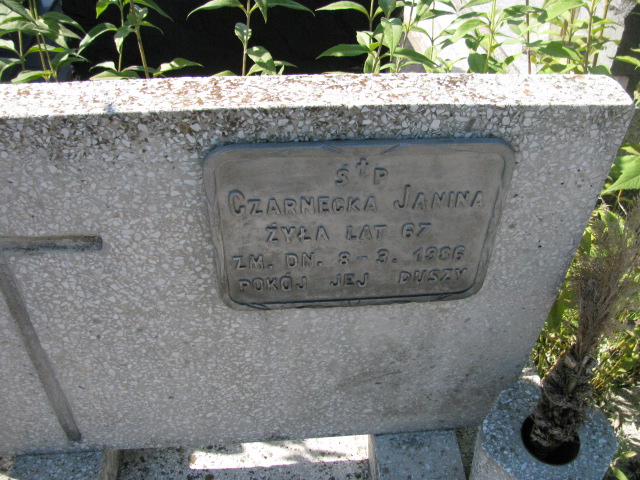 Ś†P
CZARNECKA JANINA
ŻYŁA LAT 67
ZM. DN. 8-3. 1986
POKÓJ JEJ DUSZY